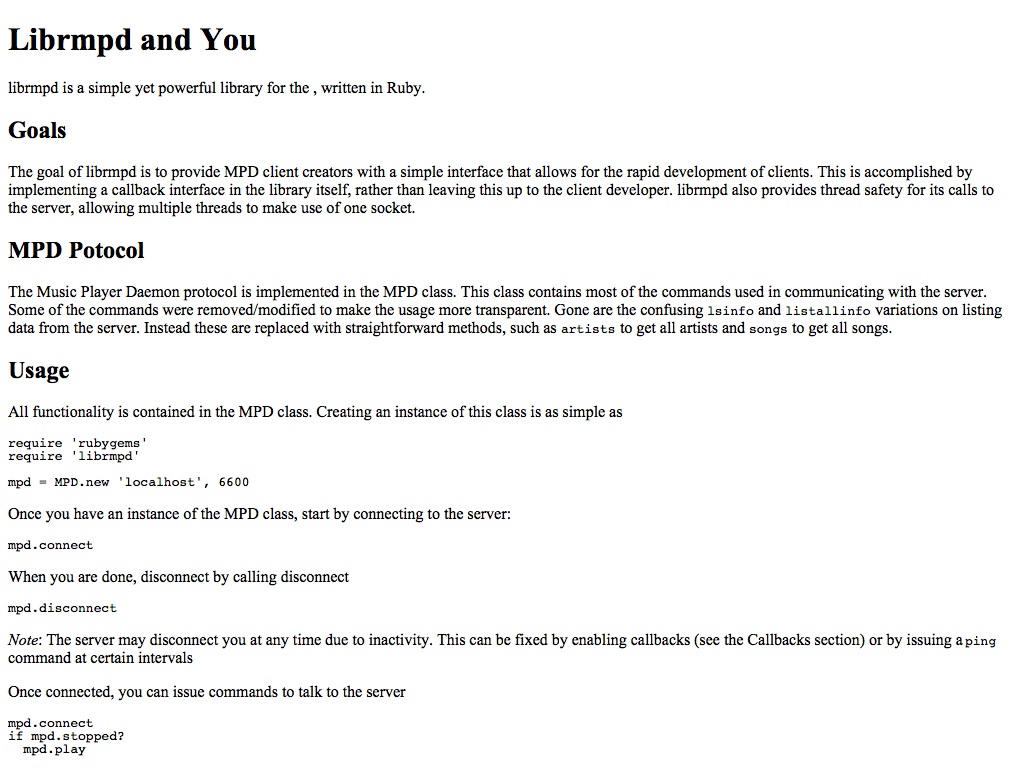 Librmpd and You
librmpd is a simple yet powerful library for the , written in Ruby.
Goals
The goal of librmpd is to provide MPD client creators with a simple interface that allows for the rapid development of clients. This is accomplished by
implementing a callback interface in the library itself, rather than leaving this up to the client developer. librmpd also provides thread safety for its calls to
the server, allowing multiple threads to make use of one socket.
MPD Potocol
The Music Player Daemon protocol is implemented in the MPD class. This class contains most of the commands used in communicating with the server.
Some of the commands were removed/modified to make the usage more transparent. Gone are the confusing lsinfo and listallinfo variations on listing
data from the server. Instead these are replaced with straightforward methods, such as artists to get all artists and songs to get all songs.
Usage
All functionality is contained in the MPD class. Creating an instance of this class is as simple as
require 'rubygems'
require 'librmpd'
mpd = MPD.new 'localhost', 6600
Once you have an instance of the MPD class, start by connecting to the server:
mpd.connect
When you are done, disconnect by calling disconnect
mpd.disconnect
Note: The server may disconnect you at any time due to inactivity. This can be fixed by enabling callbacks (see the Callbacks section) or by issuing a ping
command at certain intervals
Once connected, you can issue commands to talk to the server
mpd.connect
if mpd.stopped?
  mpd.play